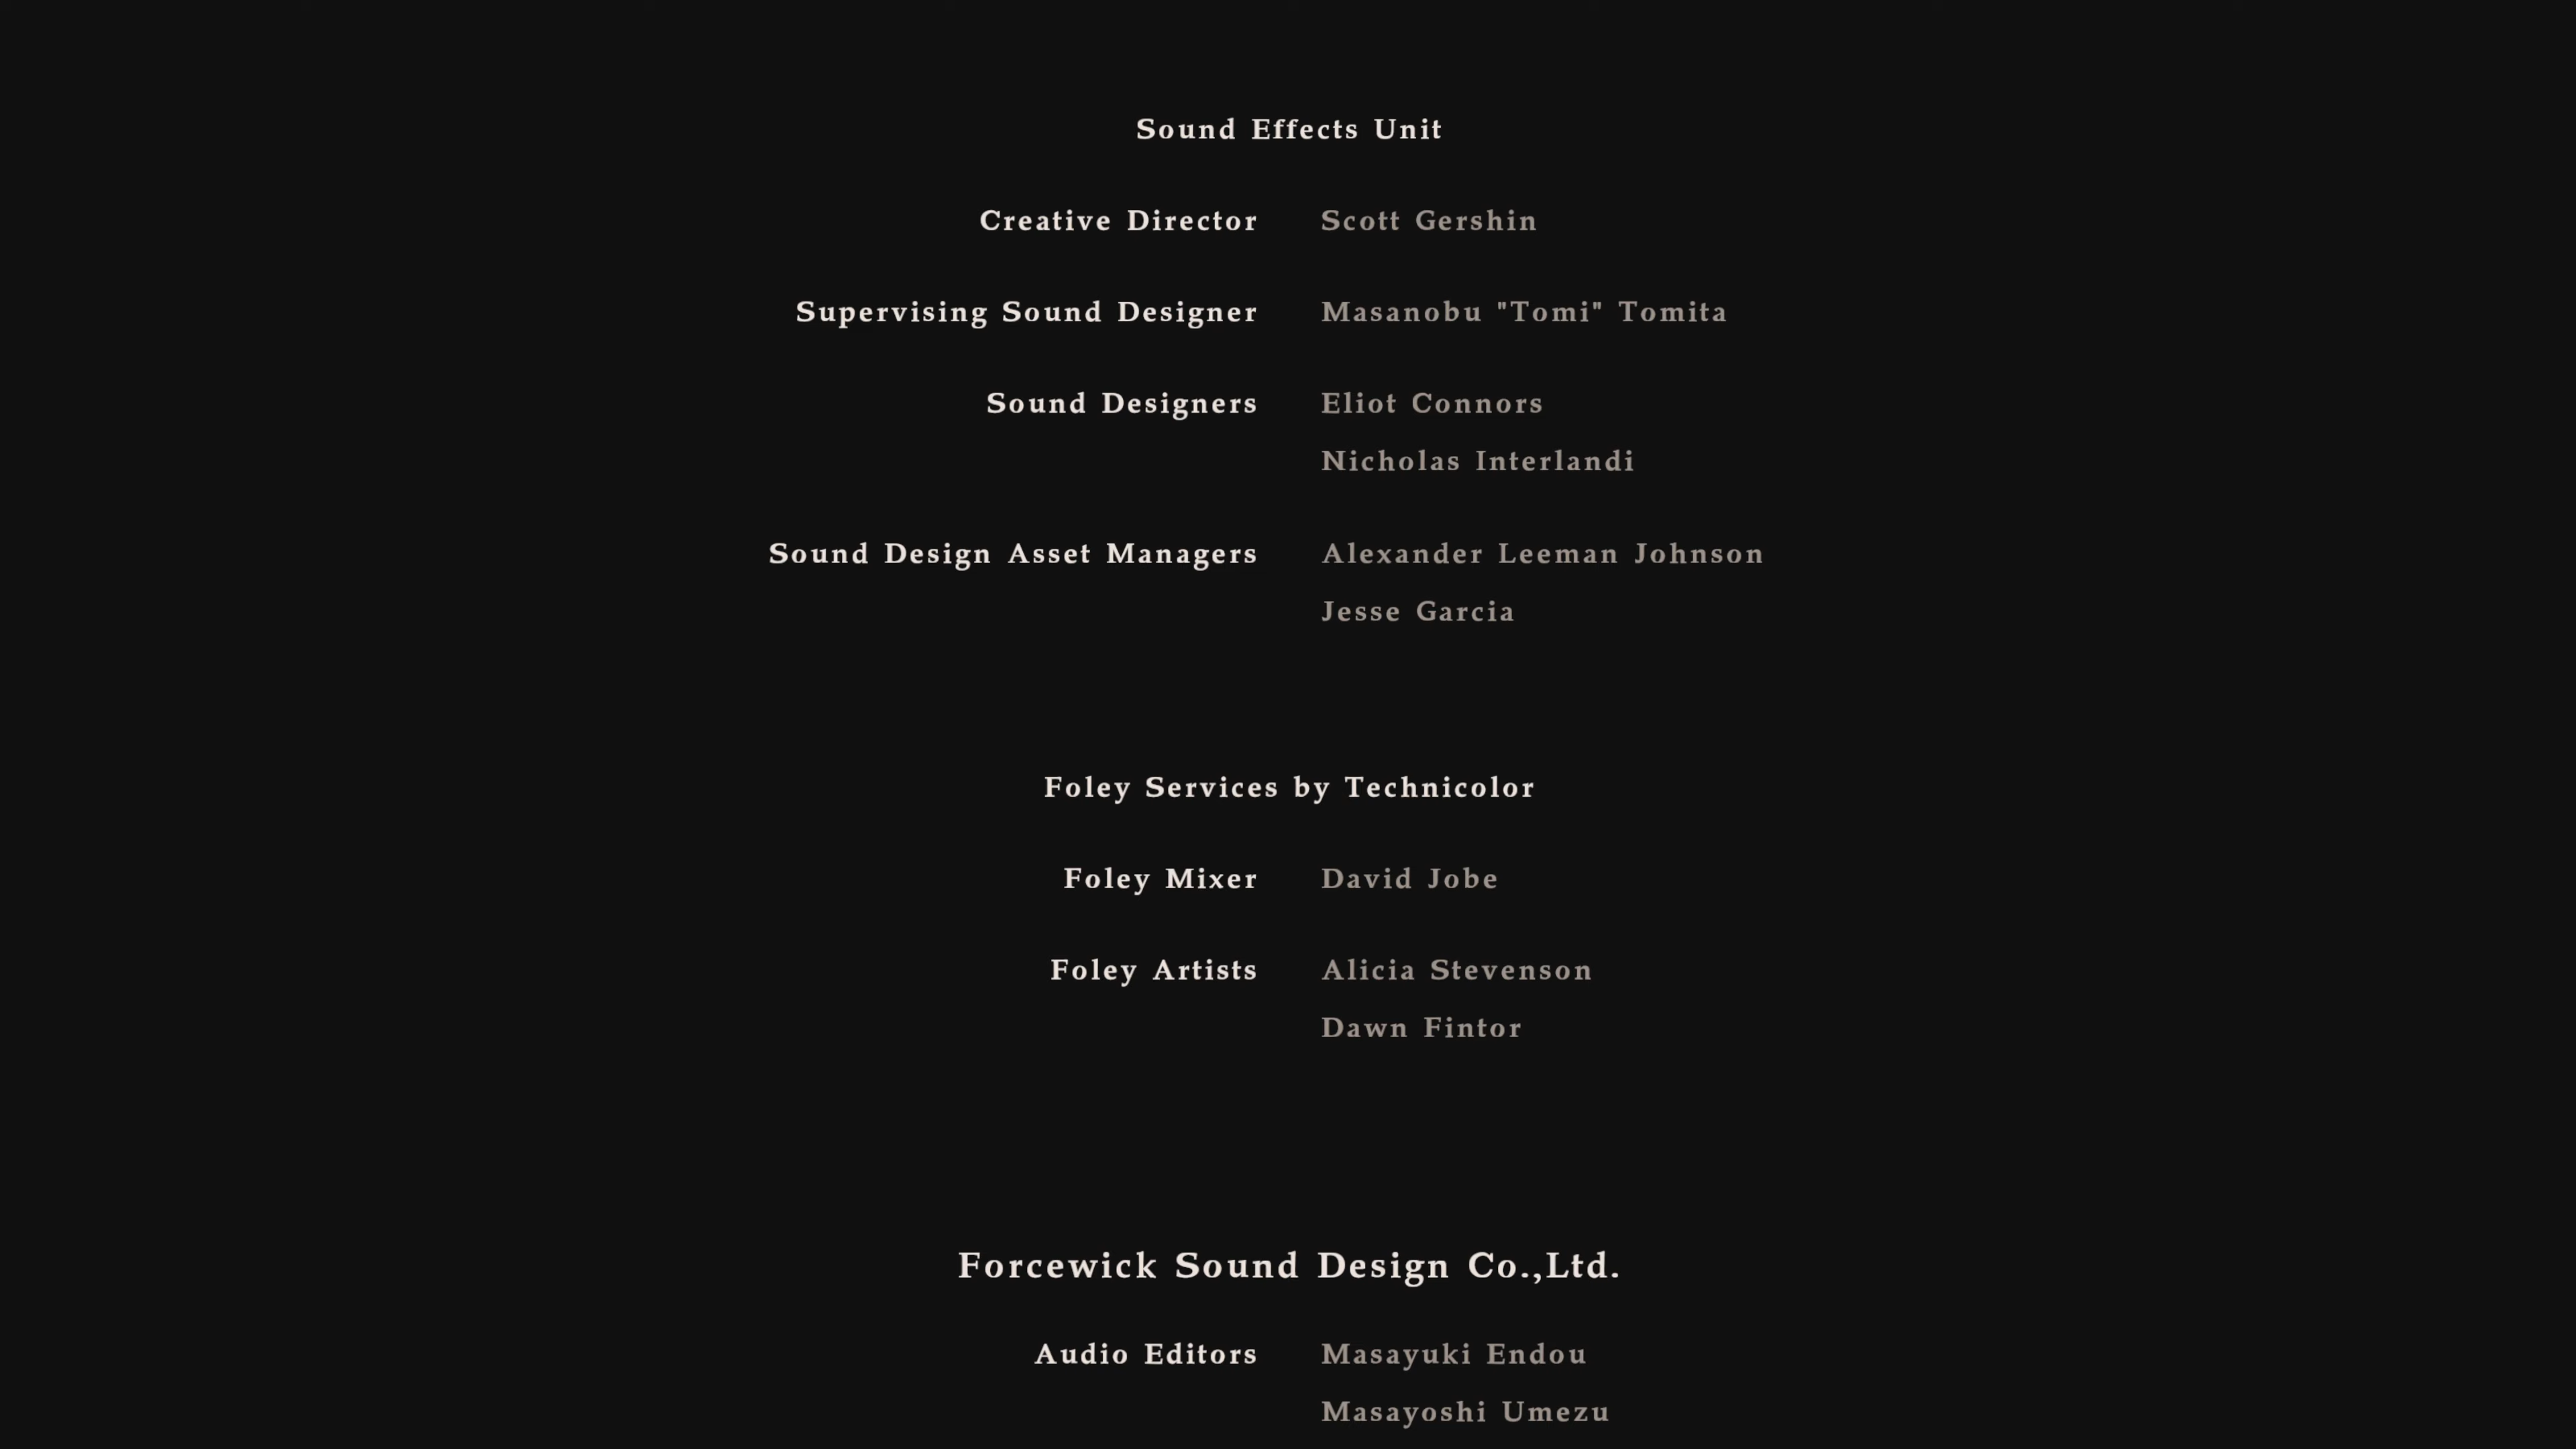 Sound Effects Unit
Creative Director Scott Gershin
Supervising Sound Designer Masanobu "Tomi" Tomita
Sound Designers Eliot Connors
Nicholas Interlandi
Sound Design Asset Managers Alexander Leeman Johnson
Jesse Garcia
Foley Services by Technicolor
Foley Mixer David Jobe
Foley Artists Alicia Stevenson
Dawn Fintor
Forcewick Sound Design Co.,Ltd.
Audio Editors Masayuki Endou
Masayoshi Umezu